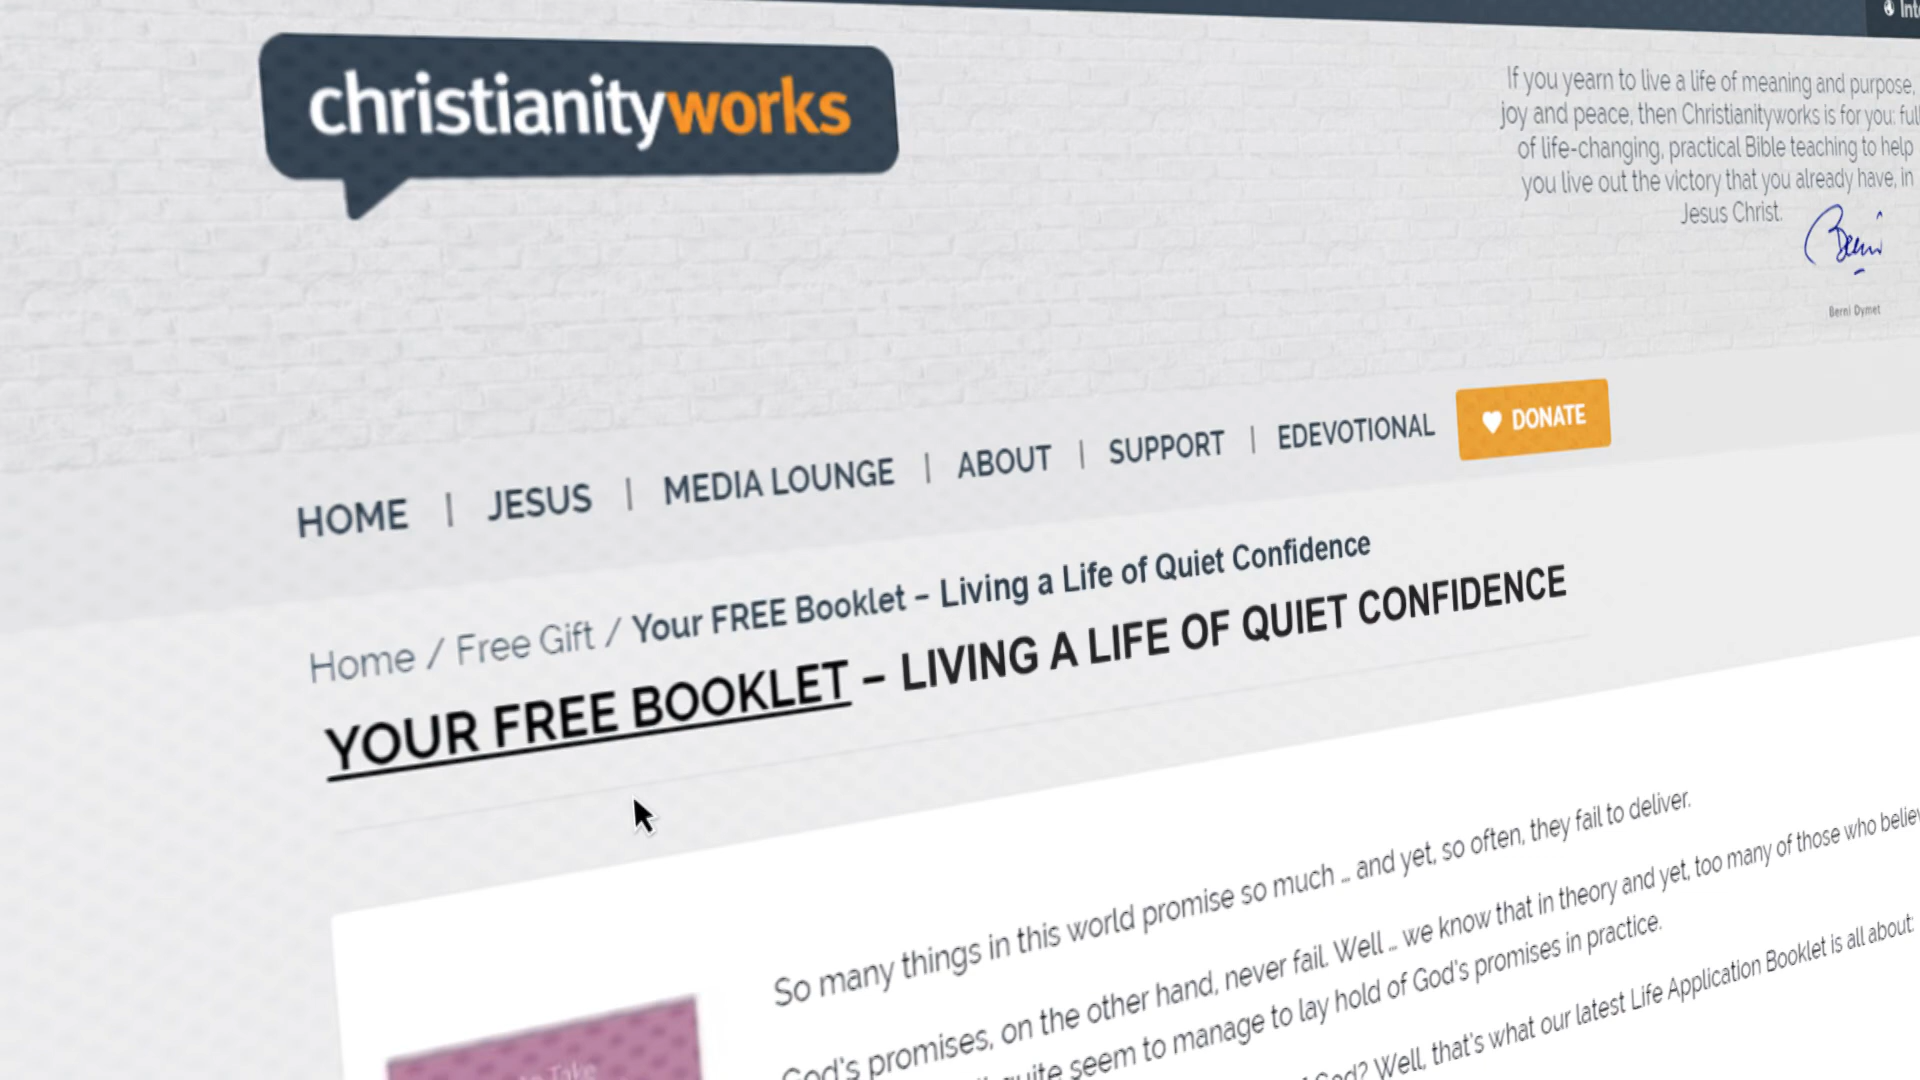 christianityworks
If you yearn to live a life of meaning and purpose,
joy and peace, then Christianityworks is for you: full
of life-changing, practical Bible teaching to help
you live out the victory that you already have, in
Jesus Christ.
Berni
Berni Dymet
HOME | JESUS | MEDIA LOUNGE | ABOUT | SUPPORT | EDEVOTIONAL DONATE
Home / Free Gift / Your FREE Booklet – Living a Life of Quiet Confidence
YOUR FREE BOOKLET – LIVING A LIFE OF QUIET CONFIDENCE
So many things in this world promise so much ... and yet, so often, they fail to deliver.
God's promises, on the other hand, never fail. Well ... we know that in theory and yet, too many of those who
quite seem to manage to lay hold of God's promises in practice.
God? Well, that's what our latest Life Application Booklet is all about:
Take